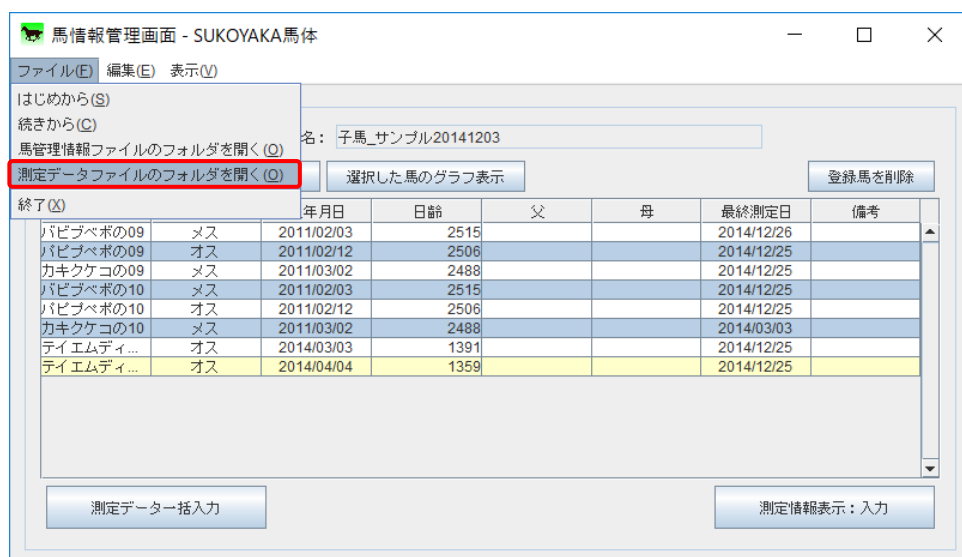 馬情報管理画面 - SUKOYAKA馬体
ファイル(F) 編集(E) 表示(V)
はじめから(S)
続きから(C)
馬管理情報ファイルのフォルダを開く(O)
測定データファイルのフォルダを開く(O)
終了(X)
名： 子馬_サンプル20141203
選択した馬のグラフ表示 登録馬を削除
年月日 日齢 父 母 最終測定日 備考
バビブベボの09 メス 2011/02/03 2515 2014/12/26
パピプペポの09 オス 2011/02/12 2506 2014/12/25
カキクケコの09 メス 2011/03/02 2488 2014/12/25
バビブベボの10 メス 2011/02/03 2515 2014/12/25
パピプペポの10 オス 2011/02/12 2506 2014/12/25
カキクケコの10 メス 2011/03/02 2488 2014/03/03
テイエムディ... オス 2014/03/03 1391 2014/12/25
テイエムディ... オス 2014/04/04 1359 2014/12/25
測定データ一括入力 測定情報表示：入力